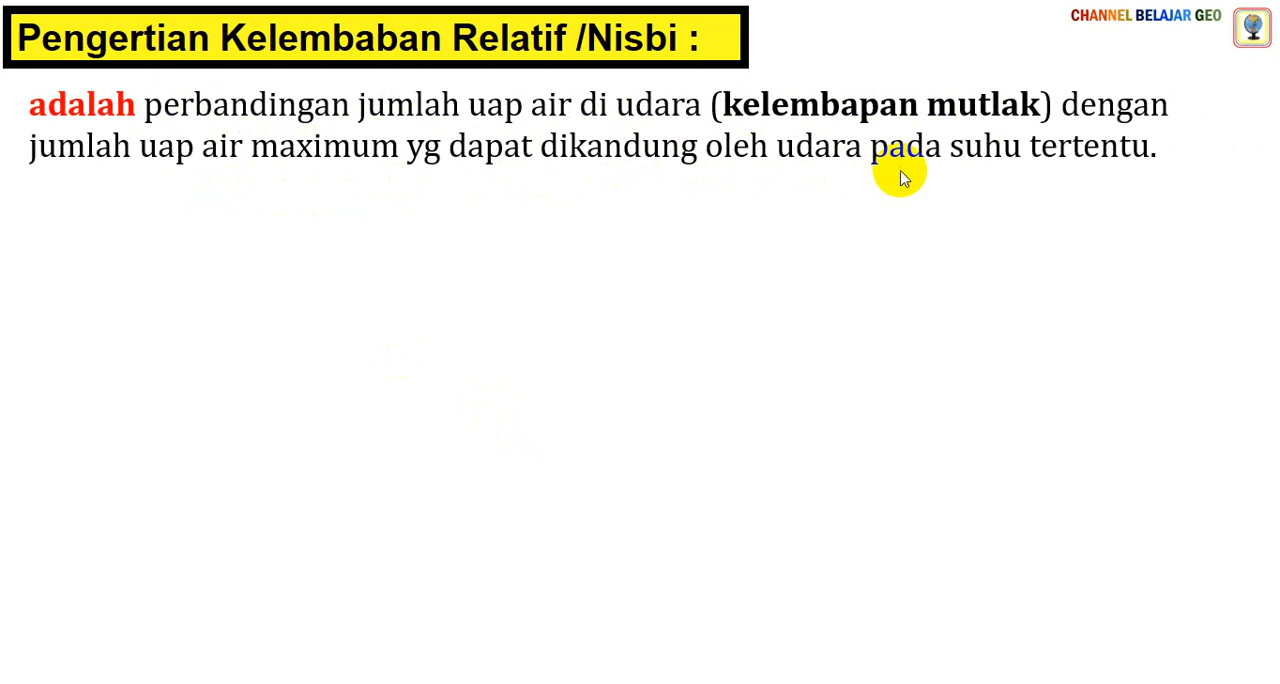 CHANNEL BELAJAR GEO
Pengertian Kelembaban Relatif /Nisbi :
adalah perbandingan jumlah uap air di udara (kelembapan mutlak) dengan
jumlah uap air maximum yg dapat dikandung oleh udara pada suhu tertentu.